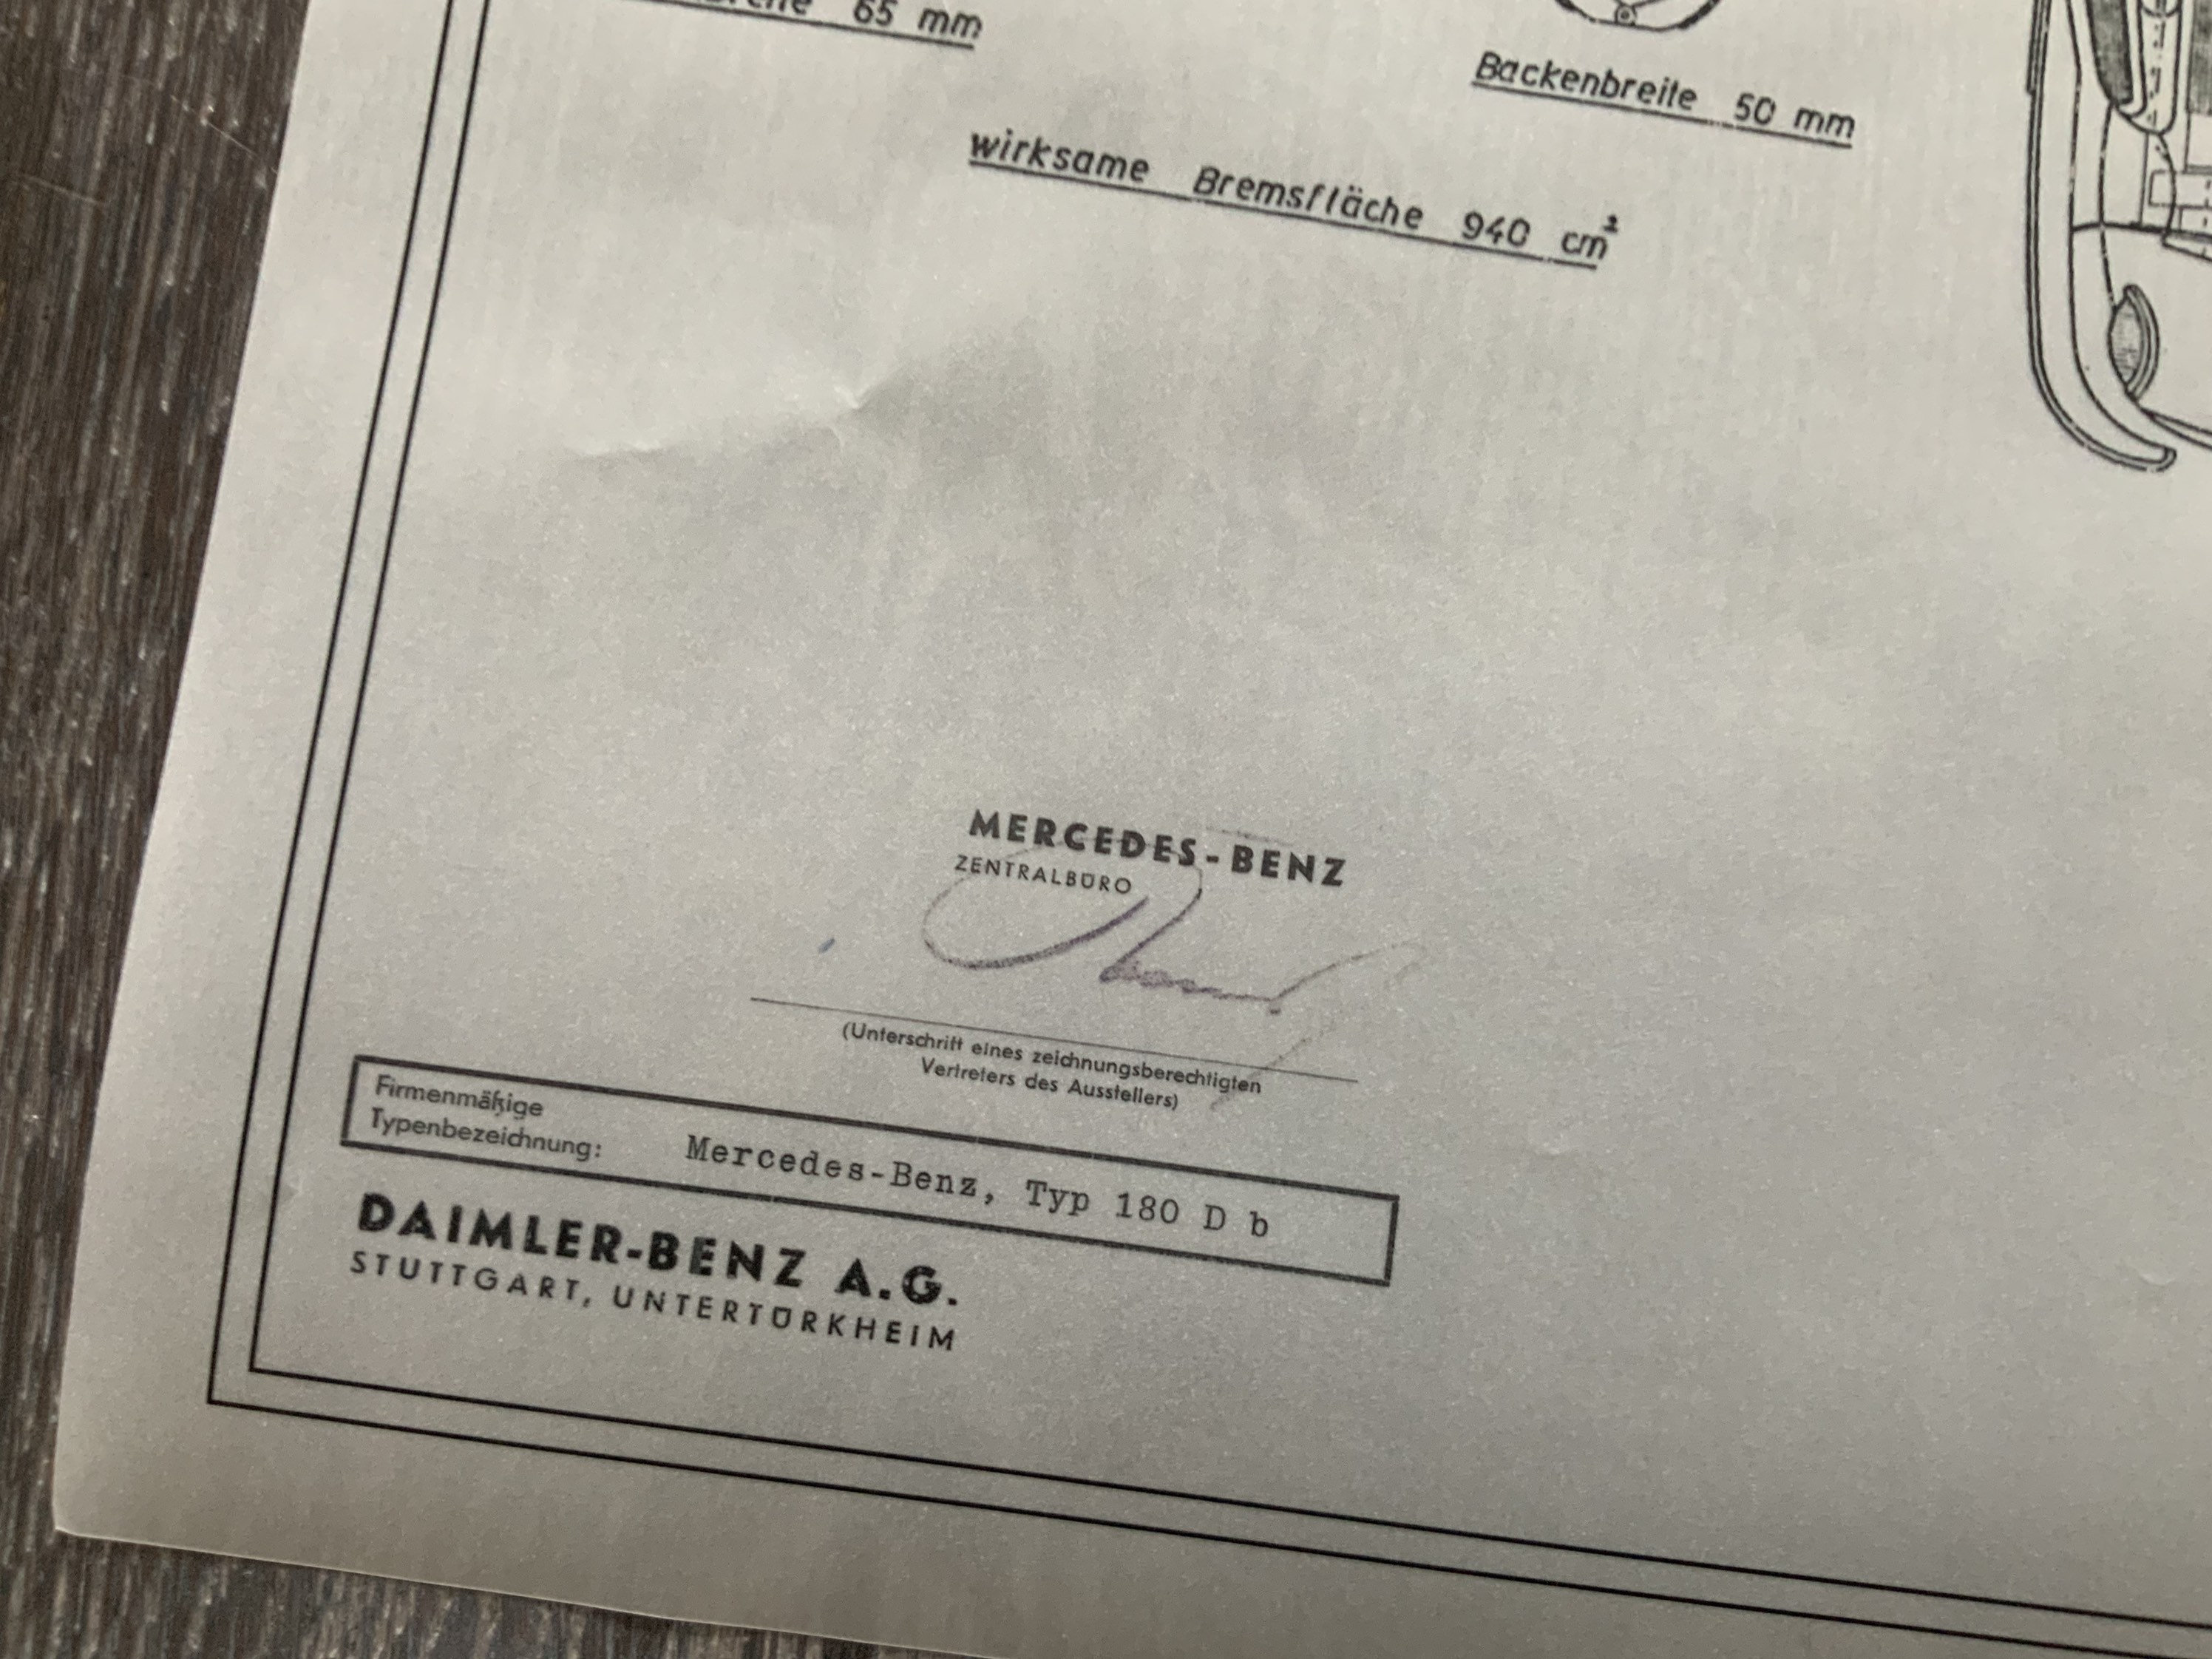 65 mm
Backenbreite 50 mm
wirksame Bremsfläche 940 cm²
MERCEDES-BENZ
ZENTRALBÜRO
(Unterschrift eines zeichnungsberechtigten
Vertreters des Ausstellers)
Firmenmäßige
Typenbezeichnung: Mercedes-Benz, Typ 180 D b
DAIMLER-BENZ A.G.
STUTTGART, UNTERTÜRKHEIM